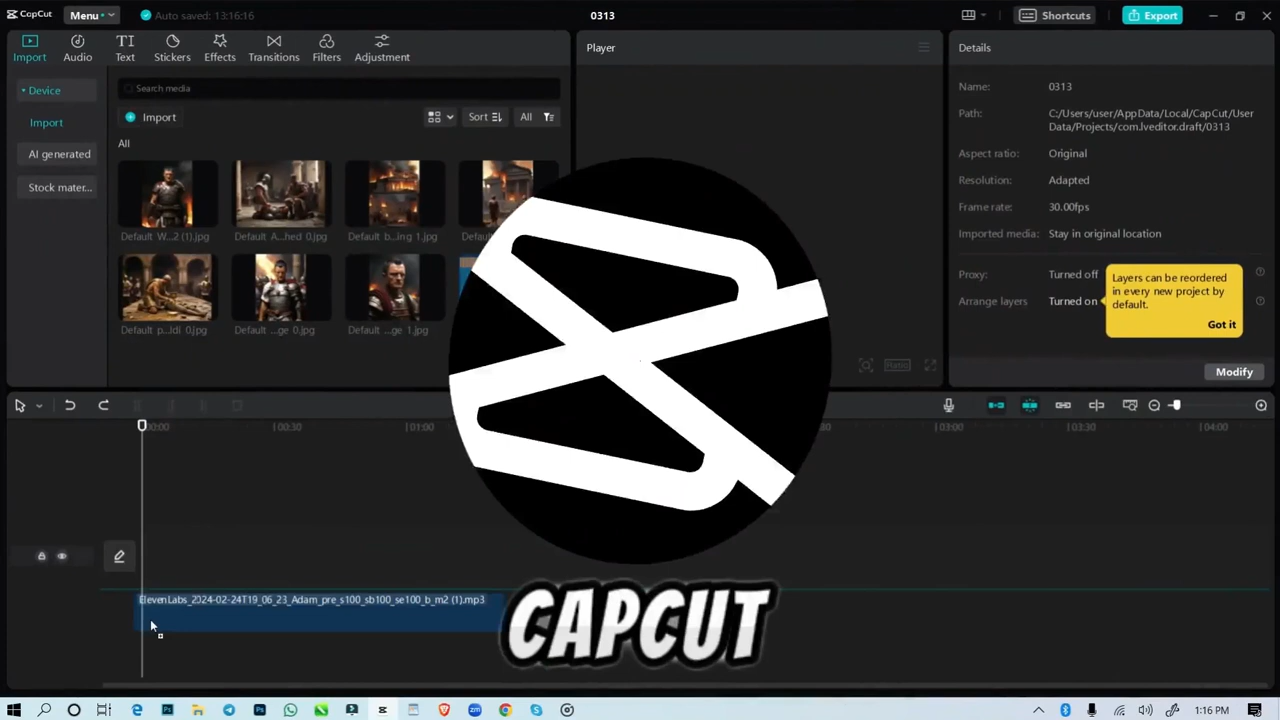 CapCut
Menu
Auto saved: 13:16:16
0313
Shortcuts
Export
Import
Audio
Text
Stickers
Effects
Transitions
Filters
Adjustment
Player
Details
Device
Import
AI generated
Stock mater...
Search media
Import
Sort
All
All
Default W...2 (1).jpg
Default A...hed 0.jpg
Default b...ing 1.jpg
Default p...ldi 0.jpg
Default ...ge 0.jpg
Default ...ge 1.jpg
Name:
0313
Path:
C:/Users/user/AppData/Local/CapCut/User
Data/Projects/com.lveditor.draft/0313
Aspect ratio:
Original
Resolution:
Adapted
Frame rate:
30.00fps
Imported media:
Stay in original location
Proxy:
Turned off
Arrange layers
Turned on
Layers can be reordered
in every new project by
default.
Got it
Ratio
Modify
00:00
00:30
01:00
03:00
03:30
04:00
ElevenLabs_2024-02-24T19_06_23_Adam_pre_s100_sb100_se100_b_m2 (1).mp3
CAPCUT
1:16 PM